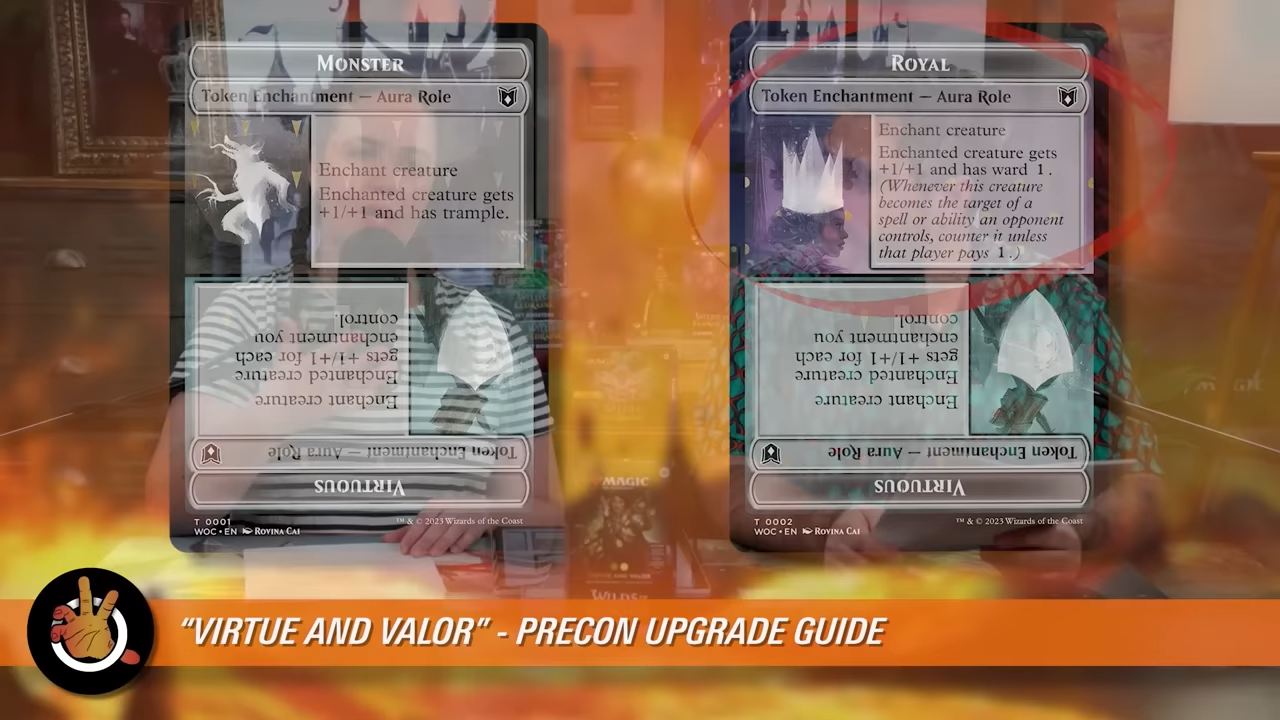 MONSTER
Token Enchantment — Aura Role
Enchant creature
Enchanted creature gets
+1/+1 and has trample.
Enchant creature
Enchanted creature
gets +1/+1 for each
enchantment you
control.
Token Enchantment — Aura Role
VIRTUOUS
T 0001
WOC • EN ROVINA CAI
™ & © 2023 Wizards of the Coast
ROYAL
Token Enchantment — Aura Role
Enchant creature
Enchanted creature gets
+1/+1 and has ward 1.
(Whenever this creature
becomes the target of a
spell or ability an opponent
controls, counter it unless
that player pays 1.)
Enchant creature
Enchanted creature
gets +1/+1 for each
enchantment you
control.
Token Enchantment — Aura Role
VIRTUOUS
T 0002
WOC • EN ROVINA CAI
™ & © 2023 Wizards of the Coast
MAGIC
WILDS
"VIRTUE AND VALOR" - PRECON UPGRADE GUIDE